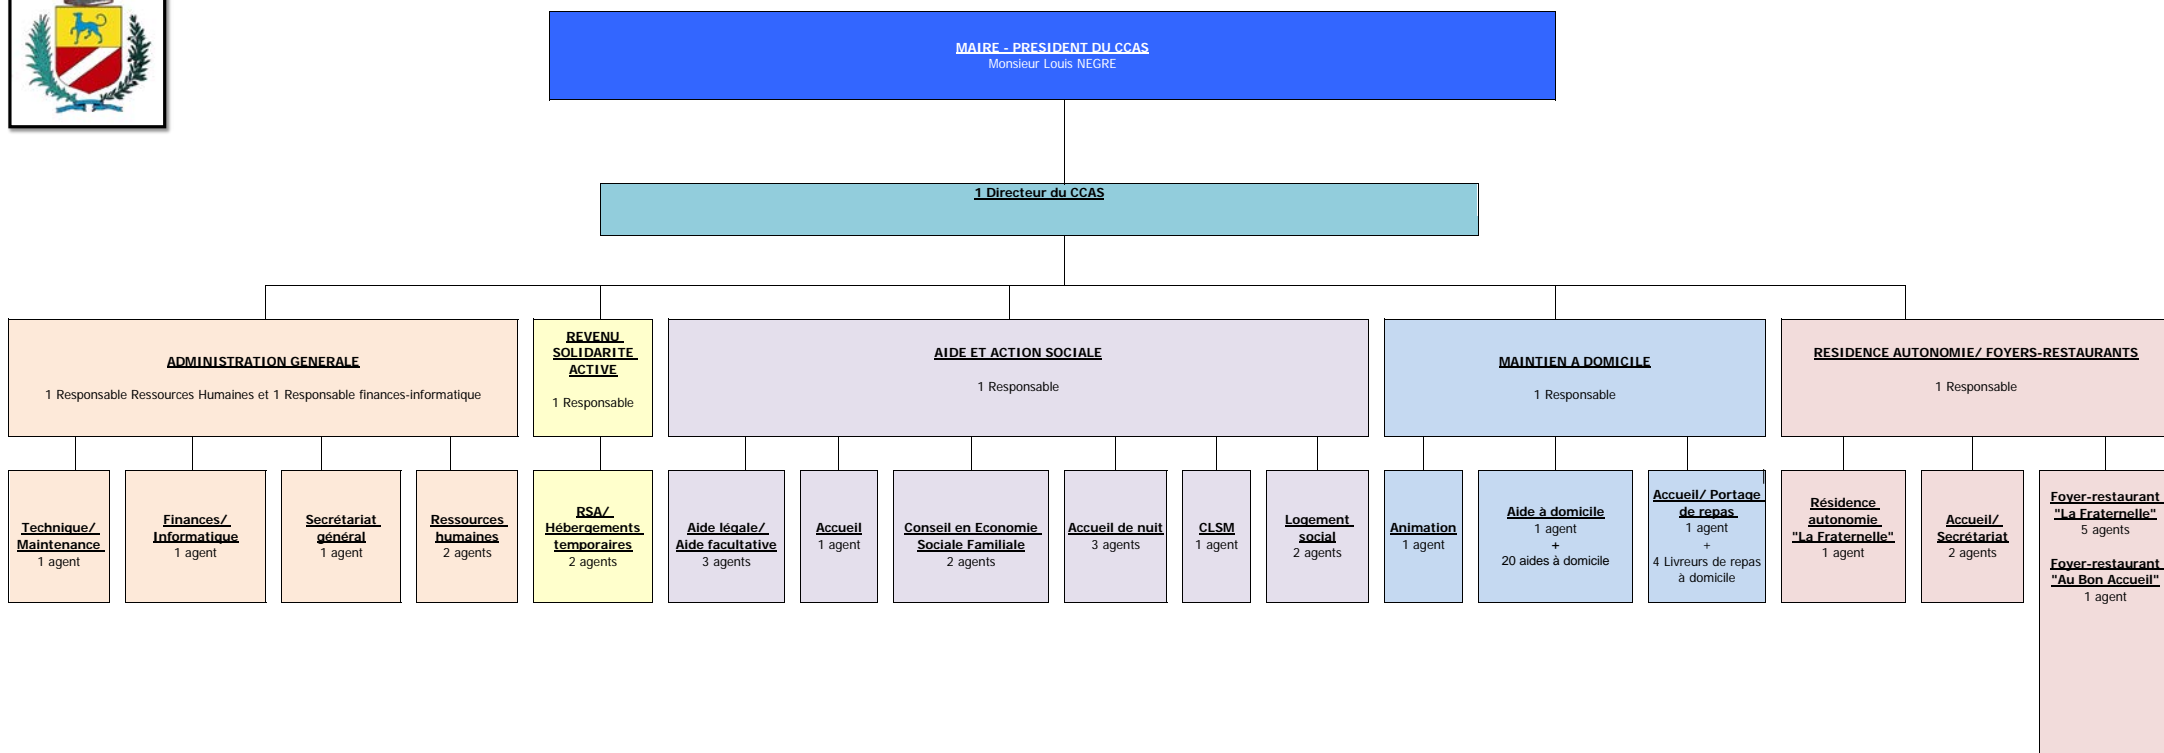 MAIRE - PRESIDENT DU CCAS
Monsieur Louis NEGRE
1 Directeur du CCAS
ADMINISTRATION GENERALE
1 Responsable Ressources Humaines et 1 Responsable finances-informatique
REVENU
SOLIDARITE
ACTIVE
1 Responsable
AIDE ET ACTION SOCIALE
1 Responsable
MAINTIEN A DOMICILE
1 Responsable
RESIDENCE AUTONOMIE/ FOYERS-RESTAURANTS
1 Responsable
Technique/
Maintenance
1 agent
Finances/
Informatique
1 agent
Secrétariat
général
1 agent
Ressources
humaines
2 agents
RSA/
Hébergements
temporaires
2 agents
Aide légale/
Aide facultative
3 agents
Accueil
1 agent
Conseil en Economie
Sociale Familiale
2 agents
Accueil de nuit
3 agents
CLSM
1 agent
Logement
social
2 agents
Animation
1 agent
Aide à domicile
1 agent
+
20 aides à domicile
Accueil/ Portage
de repas
1 agent
+
4 Livreurs de repas
à domicile
Résidence
autonomie
"La Fraternelle"
1 agent
Accueil/
Secrétariat
2 agents
Foyer-restaurant
"La Fraternelle"
5 agents
Foyer-restaurant
"Au Bon Accueil"
1 agent